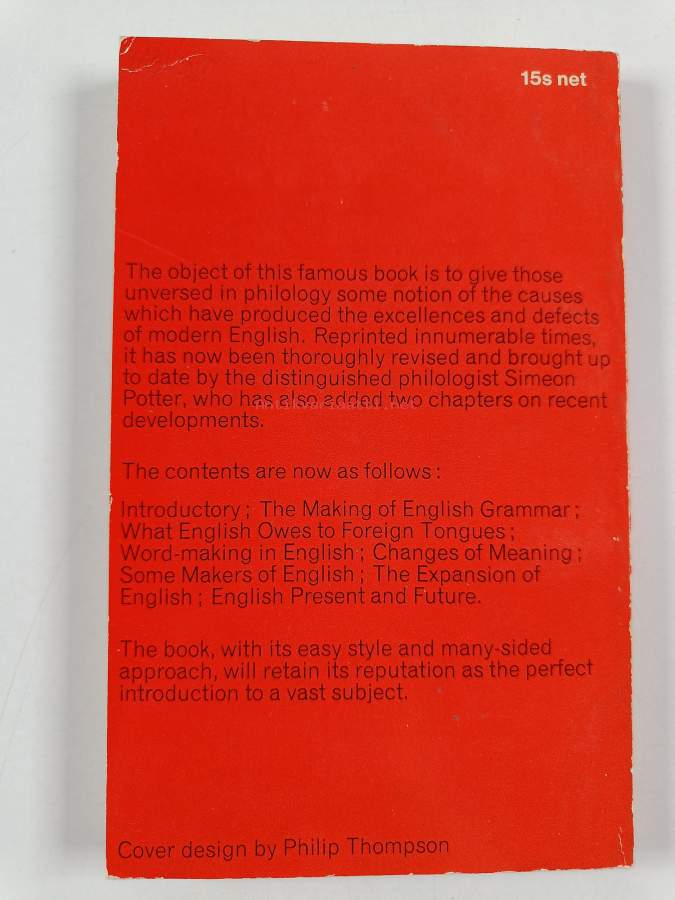 15s net
The object of this famous book is to give those
unversed in philology some notion of the causes
which have produced the excellences and defects
of modern English. Reprinted innumerable times,
it has now been thoroughly revised and brought up
to date by the distinguished philologist Simeon
Potter, who has also added two chapters on recent
developments.
The contents are now as follows :
Introductory ; The Making of English Grammar ;
What English Owes to Foreign Tongues ;
Word-making in English ; Changes of Meaning ;
Some Makers of English ; The Expansion of
English ; English Present and Future.
The book, with its easy style and many-sided
approach, will retain its reputation as the perfect
introduction to a vast subject.
Cover design by Philip Thompson